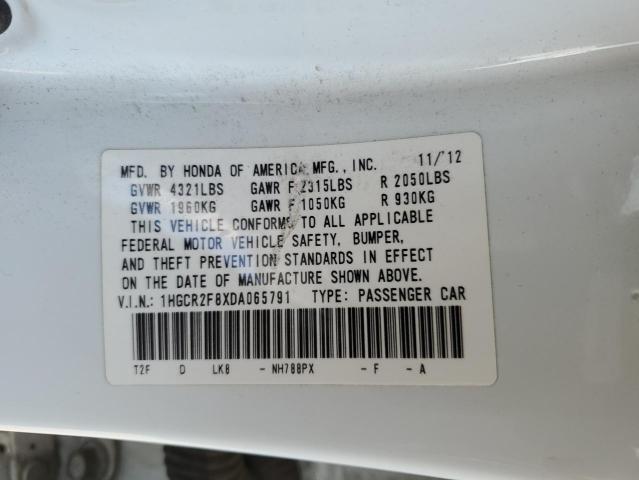 MFD. BY HONDA OF AMERICA MFG., INC. 11/12
GVWR 4321LBS GAWR F 2315LBS R 2050LBS
GVWR 1960KG GAWR F 1050KG R 930KG
THIS VEHICLE CONFORMS TO ALL APPLICABLE
FEDERAL MOTOR VEHICLE SAFETY, BUMPER,
AND THEFT PREVENTION STANDARDS IN EFFECT
ON THE DATE OF MANUFACTURE SHOWN ABOVE.
V.I.N.: 1HGCR2F8XDA065791 TYPE: PASSENGER CAR
T2F D LK8 - NH788PX - F - A